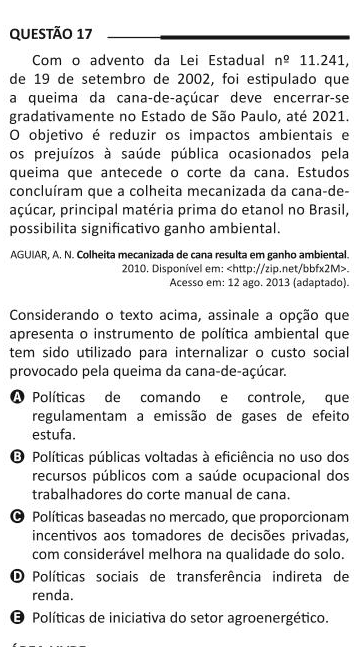 QUESTÃO 17
Com o advento da Lei Estadual nº 11.241,
de 19 de setembro de 2002, foi estipulado que
a queima da cana-de-açúcar deve encerrar-se
gradativamente no Estado de São Paulo, até 2021.
O objetivo é reduzir os impactos ambientais e
os prejuízos à saúde pública ocasionados pela
queima que antecede o corte da cana. Estudos
concluíram que a colheita mecanizada da cana-de-
açúcar, principal matéria prima do etanol no Brasil,
possibilita significativo ganho ambiental.
AGUIAR, A. N. Colheita mecanizada de cana resulta em ganho ambiental.
2010. Disponível em: <http://zip.net/bbfx2M>.
Acesso em: 12 ago. 2013 (adaptado).
Considerando o texto acima, assinale a opção que
apresenta o instrumento de política ambiental que
tem sido utilizado para internalizar o custo social
provocado pela queima da cana-de-açúcar.
A Políticas de comando e controle, que
regulamentam a emissão de gases de efeito
estufa.
B Políticas públicas voltadas à eficiência no uso dos
recursos públicos com a saúde ocupacional dos
trabalhadores do corte manual de cana.
C Políticas baseadas no mercado, que proporcionam
incentivos aos tomadores de decisões privadas,
com considerável melhora na qualidade do solo.
D Políticas sociais de transferência indireta de
renda.
E Políticas de iniciativa do setor agroenergético.